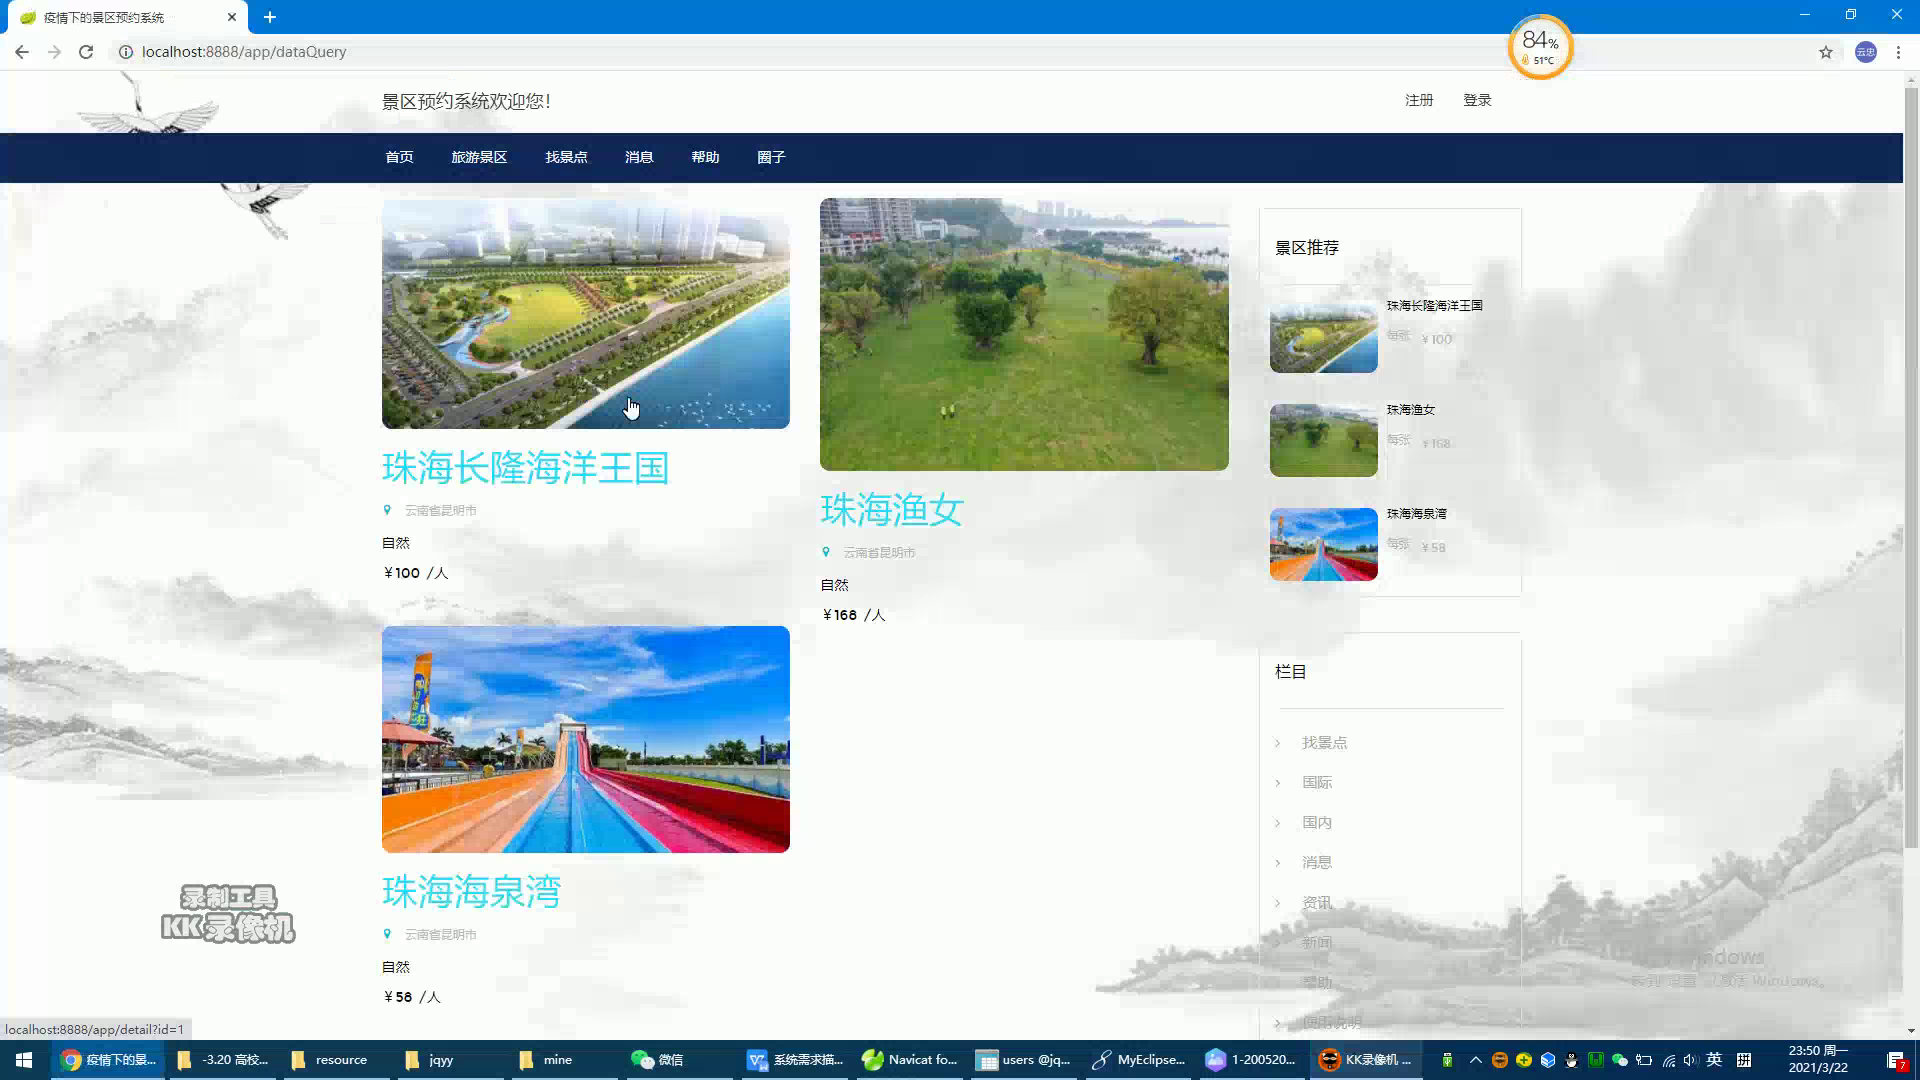 疫情下的景区预约系统
localhost:8888/app/dataQuery
84%
51°C
云忠
景区预约系统欢迎您！
注册 登录
首页 旅游景区 找景点 消息 帮助 圈子
珠海长隆海洋王国
云南省昆明市
自然
¥100 /人
珠海渔女
云南省昆明市
自然
¥168 /人
珠海海泉湾
云南省昆明市
自然
¥58 /人
景区推荐
珠海长隆海洋王国
每张 ¥100
珠海渔女
每张 ¥168
珠海海泉湾
每张 ¥58
栏目
找景点
国际
国内
消息
资讯
新闻
帮助
使用说明
录制工具
KK录像机
localhost:8888/app/detail?id=1
疫情下的景... -3.20 高校... resource jqyy mine 微信 系统需求描... Navicat fo... users @jq... MyEclipse... 1-200520... KK录像机 ... 英 拼
23:50 周一
2021/3/22
7